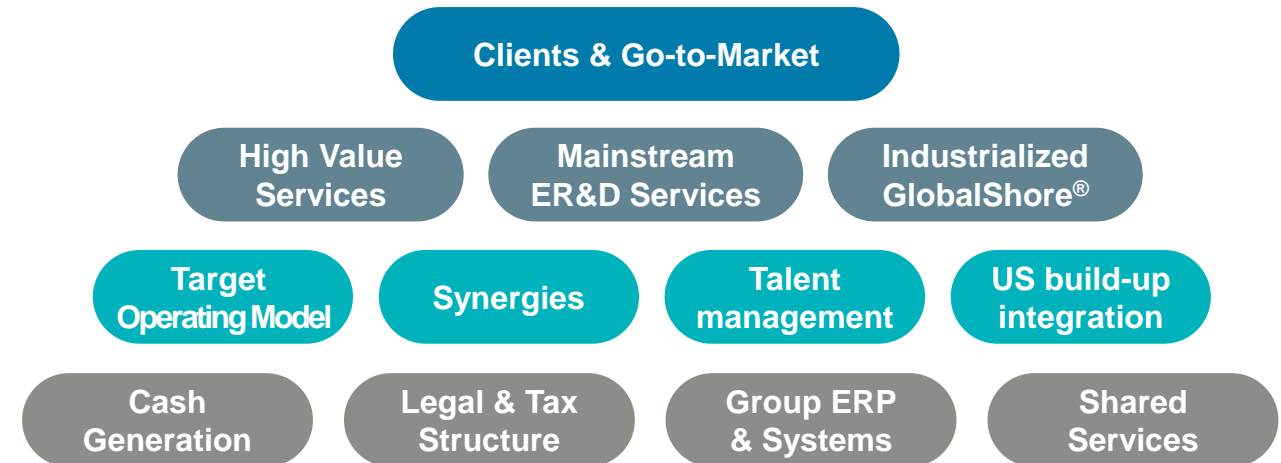 Clients & Go-to-Market
High Value
Services
Mainstream
ER&D Services
Industrialized
GlobalShore®
Target
Operating Model
Synergies
Talent
management
US build-up
integration
Cash
Generation
Legal & Tax
Structure
Group ERP
& Systems
Shared
Services